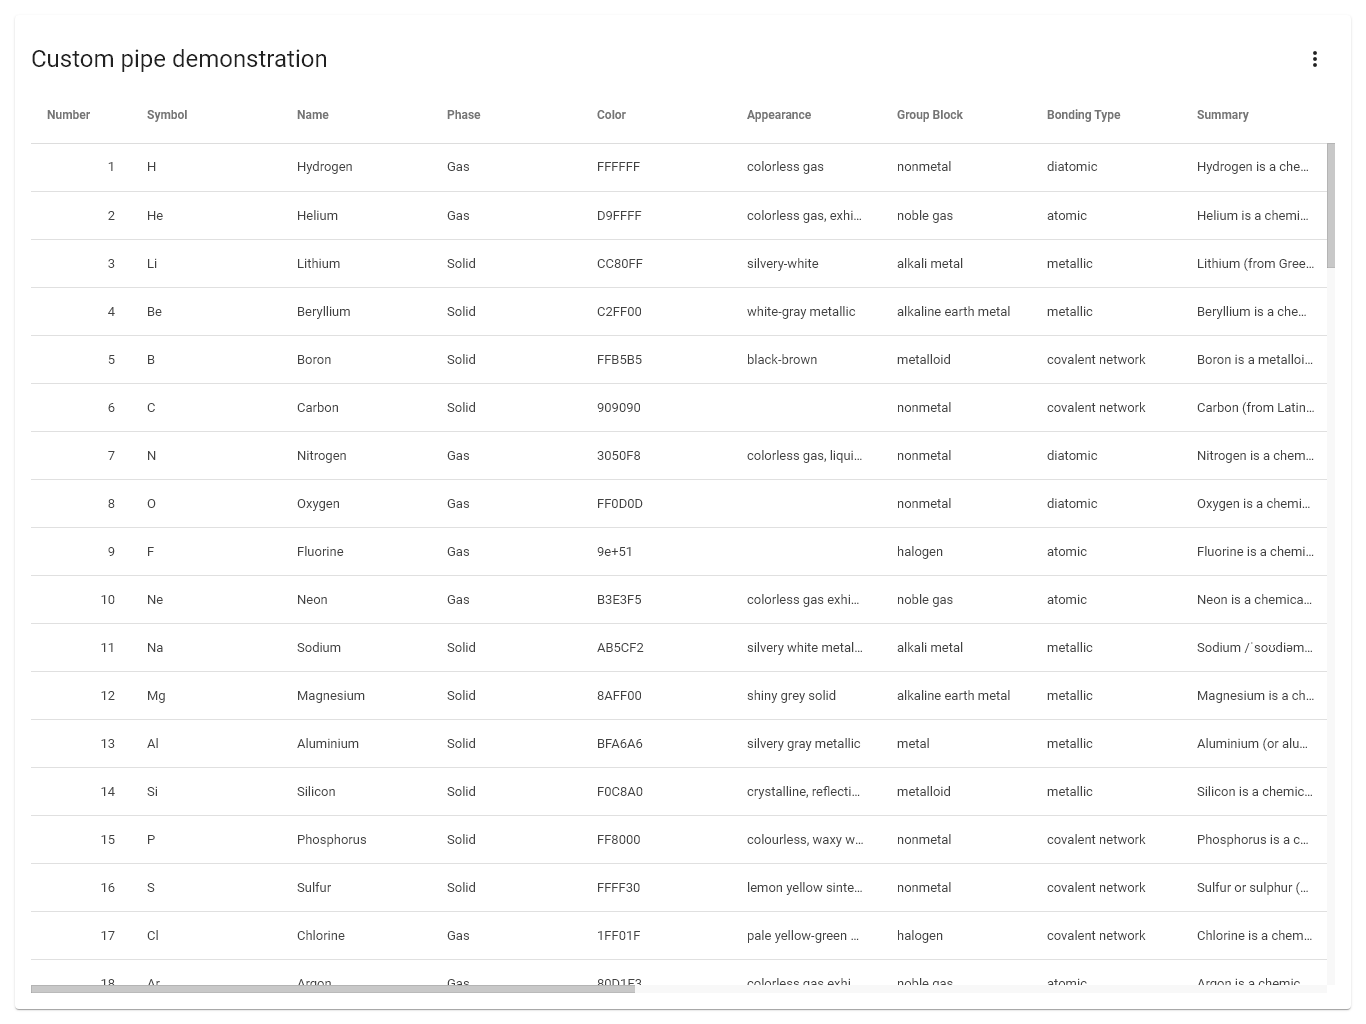 Custom pipe demonstration
Number Symbol Name Phase Color Appearance Group Block Bonding Type Summary
1 H Hydrogen Gas FFFFFF colorless gas nonmetal diatomic Hydrogen is a che...
2 He Helium Gas D9FFFF colorless gas, exhi... noble gas atomic Helium is a chemi...
3 Li Lithium Solid CC80FF silvery-white alkali metal metallic Lithium (from Gree...
4 Be Beryllium Solid C2FF00 white-gray metallic alkaline earth metal metallic Beryllium is a che...
5 B Boron Solid FFB5B5 black-brown metalloid covalent network Boron is a metalloi...
6 C Carbon Solid 909090 nonmetal covalent network Carbon (from Latin...
7 N Nitrogen Gas 3050F8 colorless gas, liqui... nonmetal diatomic Nitrogen is a chem...
8 O Oxygen Gas FF0D0D nonmetal diatomic Oxygen is a chemi...
9 F Fluorine Gas 9e+51 halogen atomic Fluorine is a chemi...
10 Ne Neon Gas B3E3F5 colorless gas exhi... noble gas atomic Neon is a chemica...
11 Na Sodium Solid AB5CF2 silvery white metal... alkali metal metallic Sodium /ˈsoʊdiəm...
12 Mg Magnesium Solid 8AFF00 shiny grey solid alkaline earth metal metallic Magnesium is a ch...
13 Al Aluminium Solid BFA6A6 silvery gray metallic metal metallic Aluminium (or alu...
14 Si Silicon Solid F0C8A0 crystalline, reflecti... metalloid metallic Silicon is a chemic...
15 P Phosphorus Solid FF8000 colourless, waxy w... nonmetal covalent network Phosphorus is a c...
16 S Sulfur Solid FFFF30 lemon yellow sinte... nonmetal covalent network Sulfur or sulphur (...
17 Cl Chlorine Gas 1FF01F pale yellow-green ... halogen covalent network Chlorine is a chem...
18 Ar Argon Gas 80D1E3 colorless gas exhi... noble gas atomic Argon is a chemic...